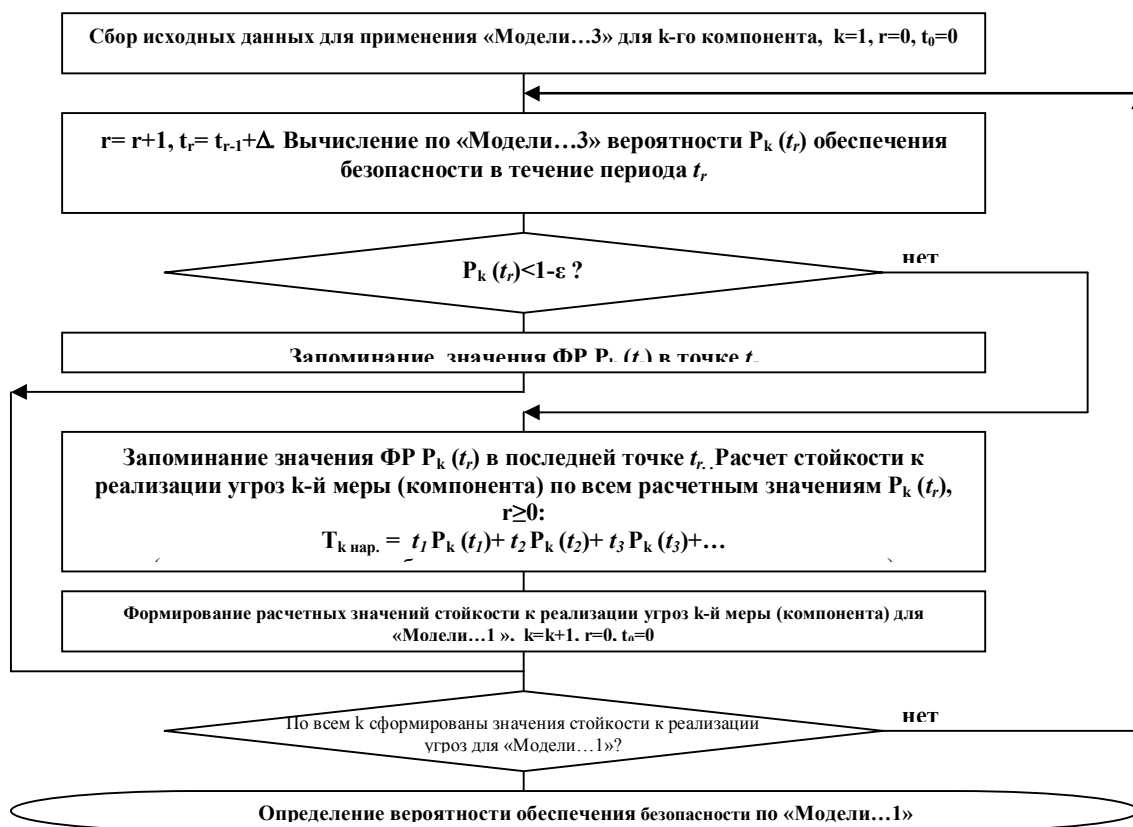 Сбор исходных данных для применения «Модели…3» для k-го компонента, k=1, r=0, t₀=0
r= r+1, tᵣ= tᵣ₋₁+Δ. Вычисление по «Модели…3» вероятности Pₖ (tᵣ) обеспечения
безопасности в течение периода tᵣ
Pₖ (tᵣ)<1-ε ?
нет
Запоминание значения ФР Pₖ (tᵣ) в точке tᵣ
Запоминание значения ФР Pₖ (tᵣ) в последней точке tᵣ. .Расчет стойкости к
реализации угроз k-й меры (компонента) по всем расчетным значениям Pₖ (tᵣ),
r≥0:
Tₖ нар. = t₁ Pₖ (t₁)+ t₂ Pₖ (t₂)+ t₃ Pₖ (t₃)+…
Формирование расчетных значений стойкости к реализации угроз k-й меры (компонента) для
«Модели…1 ». k=k+1, r=0, t₀=0
По всем k сформированы значения стойкости к реализации
угроз для «Модели…1»?
нет
Определение вероятности обеспечения безопасности по «Модели…1»